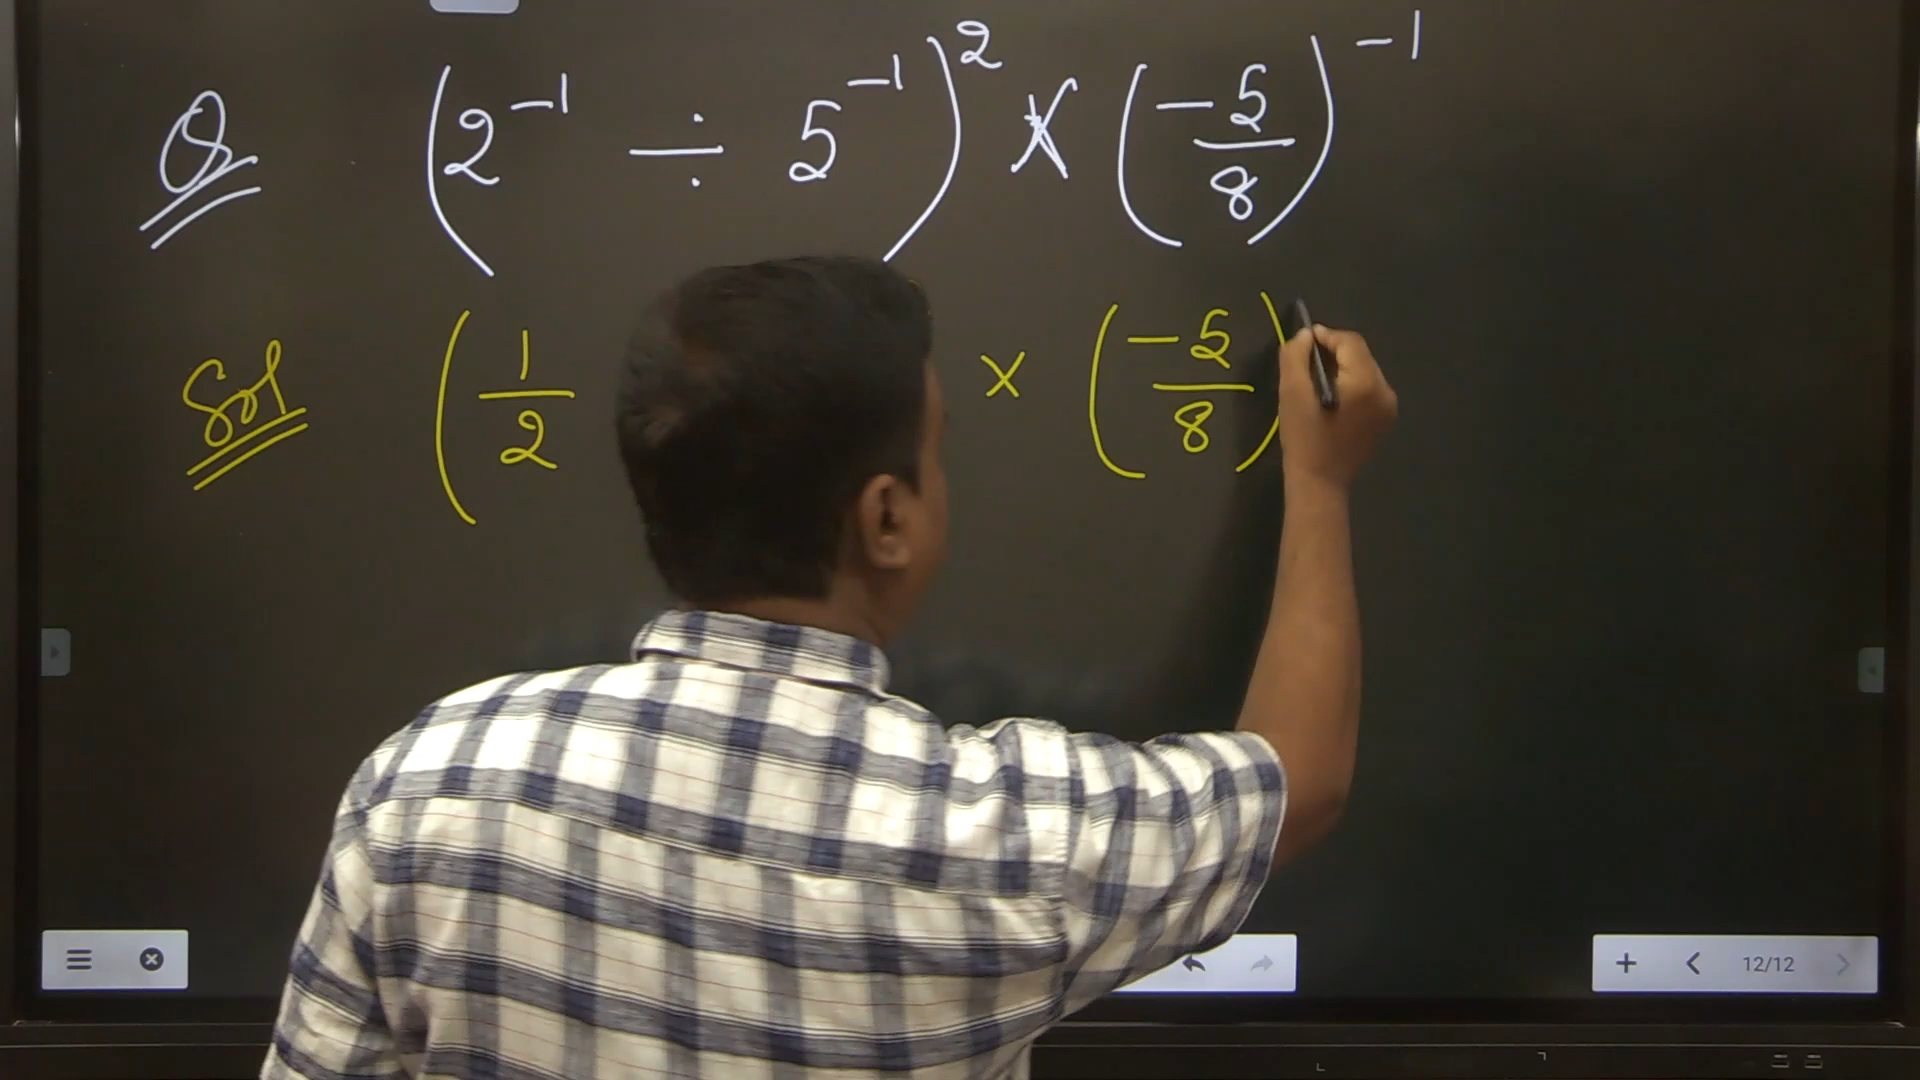 Q (2⁻¹ ÷ 5⁻¹)² × (-5/8)⁻¹
Sol (1/2 × (-5/8)
12/12